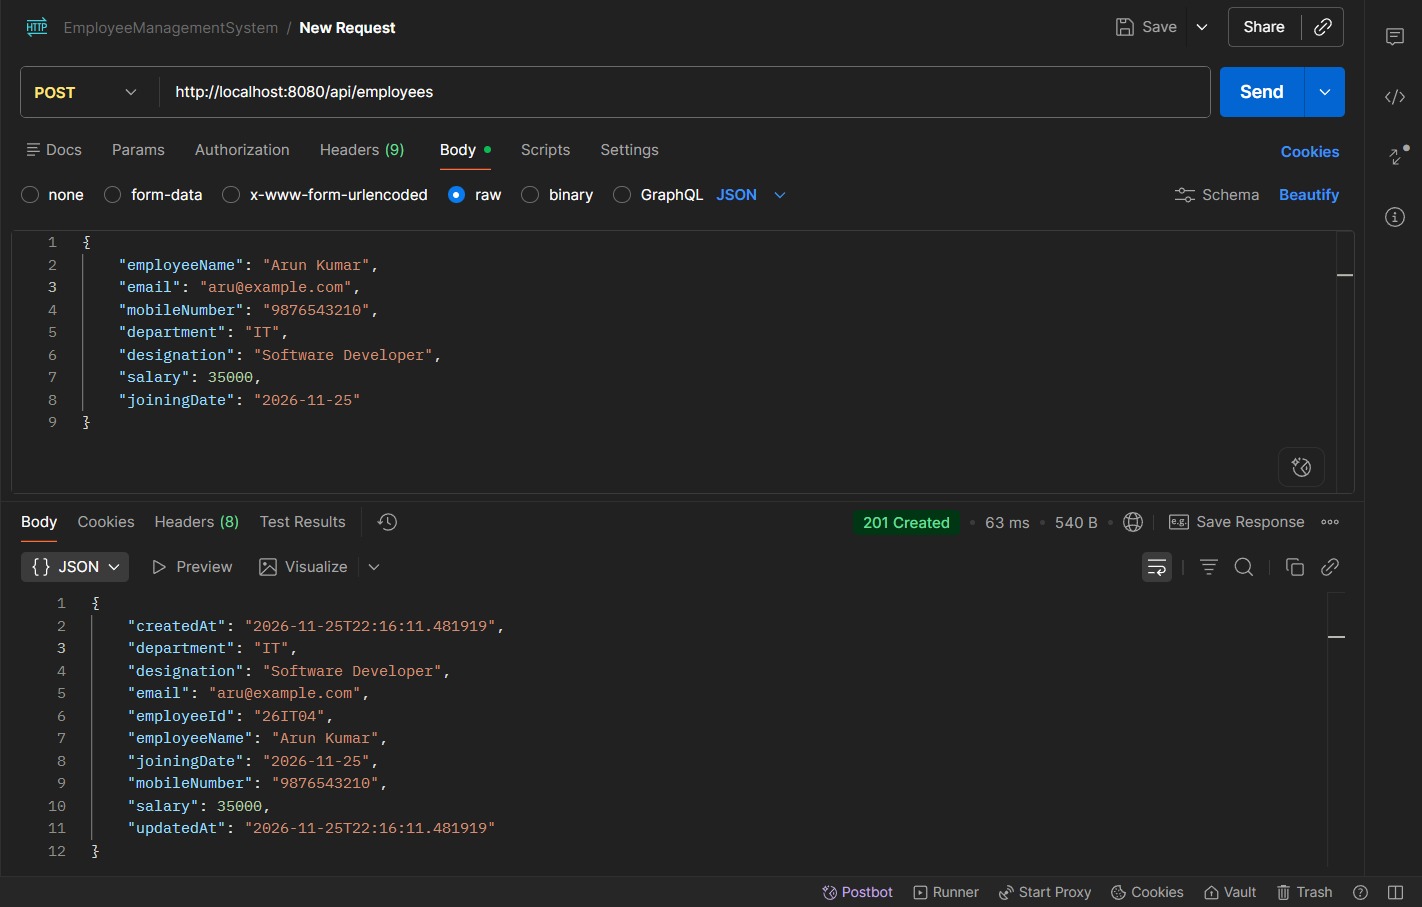 HTTP EmployeeManagementSystem / New Request Save Share
POST http://localhost:8080/api/employees Send
Docs Params Authorization Headers (9) Body Scripts Settings Cookies
none form-data x-www-form-urlencoded raw binary GraphQL JSON Schema Beautify
1 {
2 "employeeName": "Arun Kumar",
3 "email": "aru@example.com",
4 "mobileNumber": "9876543210",
5 "department": "IT",
6 "designation": "Software Developer",
7 "salary": 35000,
8 "joiningDate": "2026-11-25"
9 }
Body Cookies Headers (8) Test Results 201 Created • 63 ms • 540 B • e.g. Save Response
{} JSON Preview Visualize
1 {
2 "createdAt": "2026-11-25T22:16:11.481919",
3 "department": "IT",
4 "designation": "Software Developer",
5 "email": "aru@example.com",
6 "employeeId": "26IT04",
7 "employeeName": "Arun Kumar",
8 "joiningDate": "2026-11-25",
9 "mobileNumber": "9876543210",
10 "salary": 35000,
11 "updatedAt": "2026-11-25T22:16:11.481919"
12 }
Postbot Runner Start Proxy Cookies Vault Trash